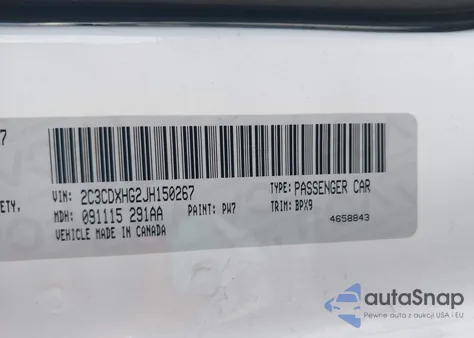 7
ETY,
VIN: 2C3CDXHG2JH150267 TYPE: PASSENGER CAR
MDH: 091115 291AA PAINT: PW7 TRIM: BPX9
VEHICLE MADE IN CANADA 4658843
autoSnap
Pewne auta z aukcji USA i EU